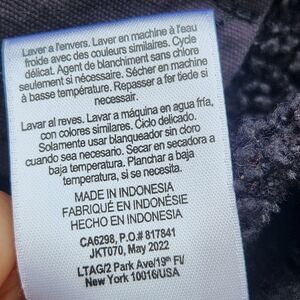 Laver à l'envers. Laver en machine à l'eau
froide avec des couleurs similaires. Cycle
délicat. Agent de blanchiment sans chlore
seulement si nécessaire. Sécher en machine
à basse température. Repasser a fer tiede si
necessair.
Lavar al reves. Lavar a máquina en agua fría,
con colores similares. Ciclo delicado.
Solamente usar blanqueador sin cloro
cuando sea necesario. Secar en secadora a
baja temperatura. Planchar a baja
temperatura, si se necesita.
MADE IN INDONESIA
FABRIQUÉ EN INDONÉSIE
HECHO EN INDONESIA
CA6298, P.O.# 817841
JKT070, May 2022
LTAG/2 Park Ave/19 Fl/
New York 10016/USA